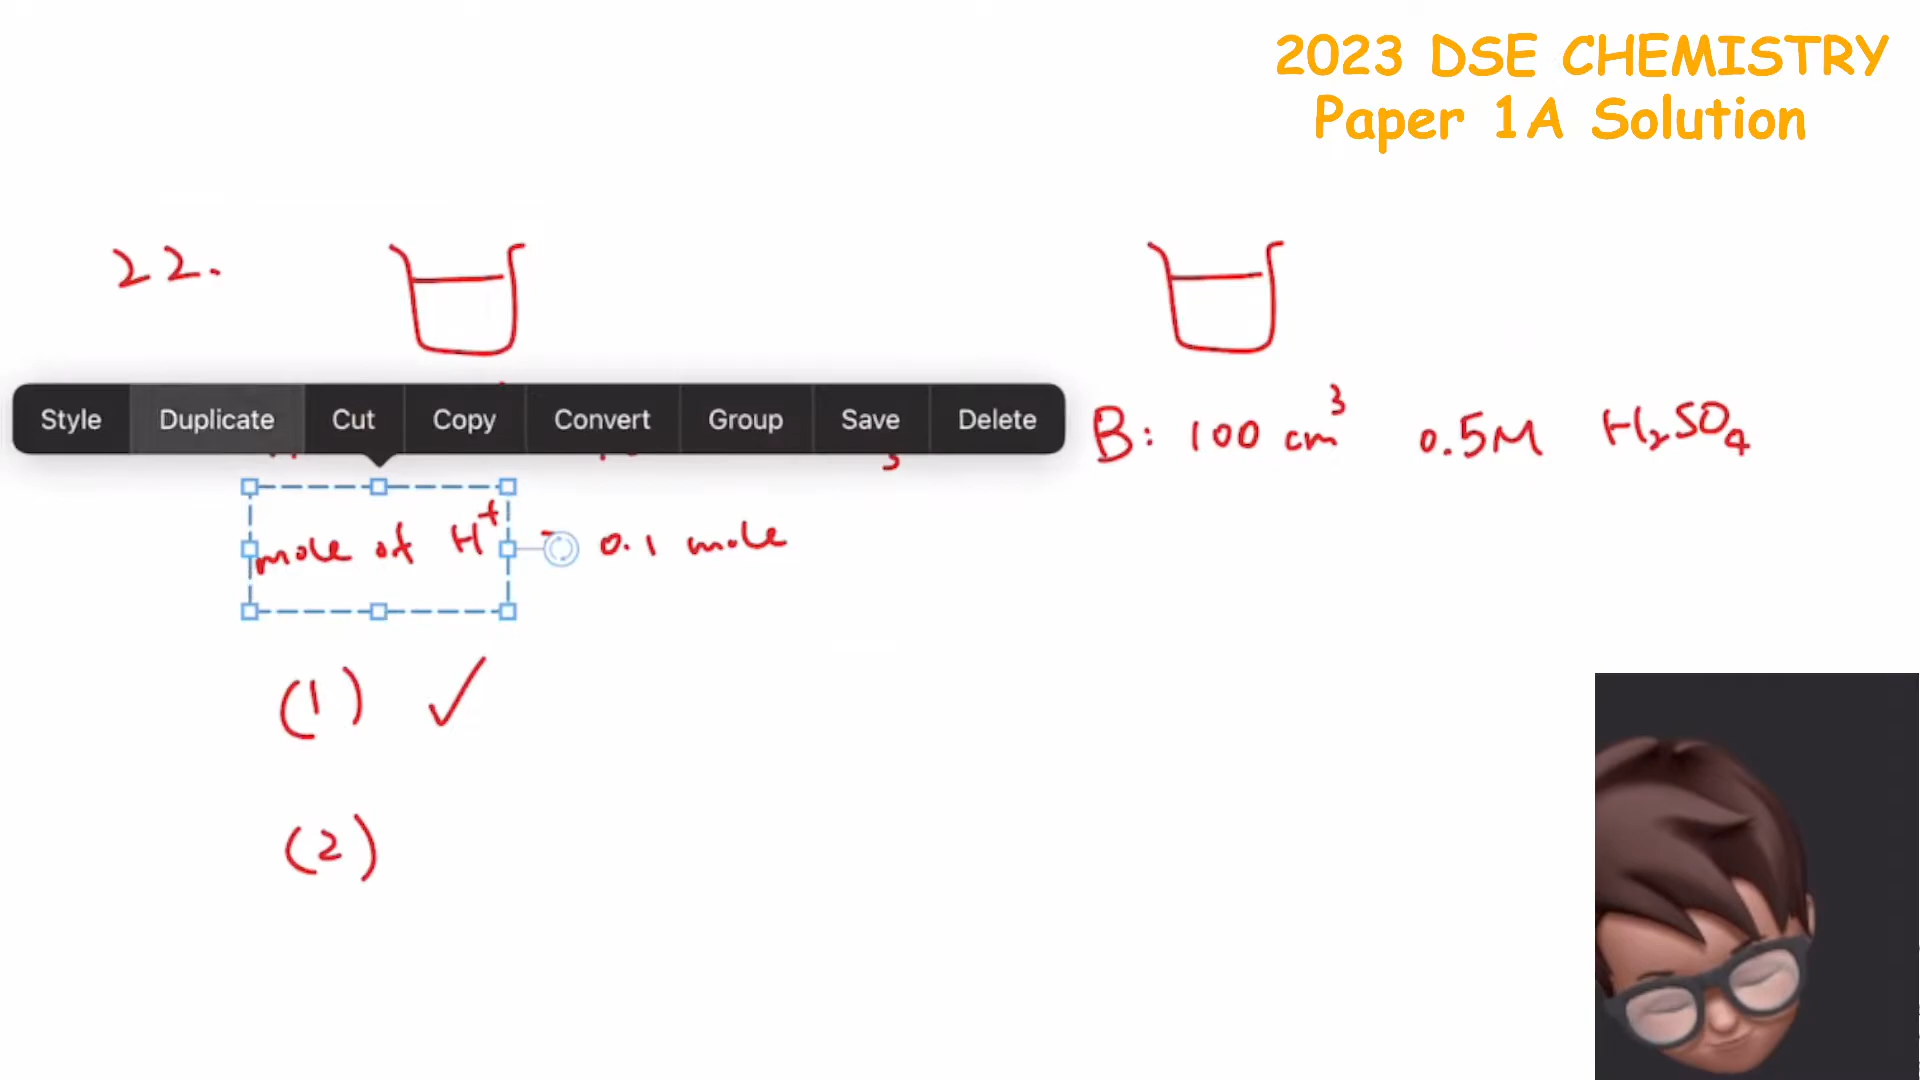 2023 DSE CHEMISTRY
Paper 1A Solution
22.
Style Duplicate Cut Copy Convert Group Save Delete
B: 100 cm³ 0.5M H₂SO₄
mole of H⁺ = 0.1 mole
(1) ✓
(2)